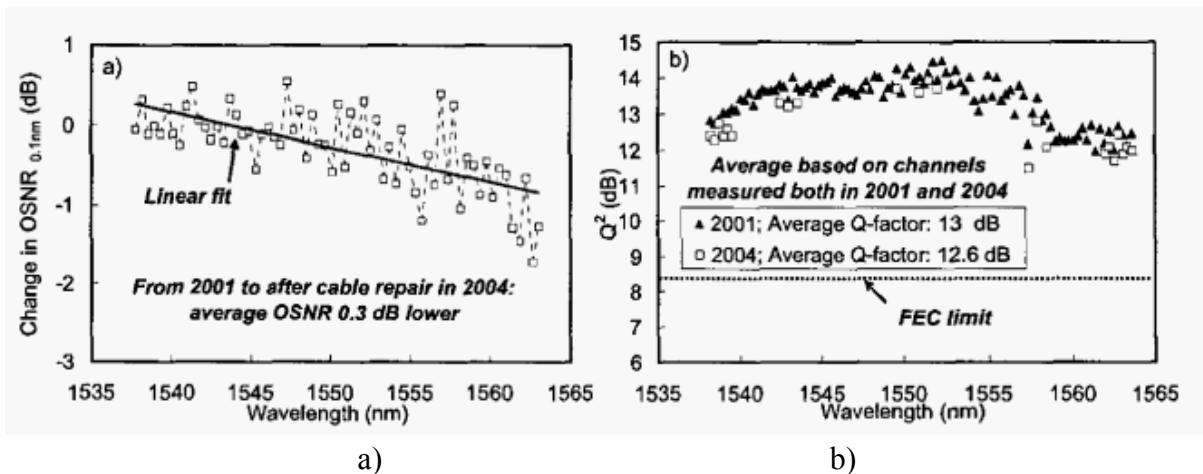 1
0
-1
-2
-3
Change in OSNR 0.1nm (dB)
a)
Linear fit
From 2001 to after cable repair in 2004:
average OSNR 0.3 dB lower
1535 1540 1545 1550 1555 1560 1565
Wavelength (nm)
15
14
13
12
11
10
9
8
7
6
Q² (dB)
b)
Average based on channels
measured both in 2001 and 2004
▲ 2001; Average Q-factor: 13 dB
□ 2004; Average Q-factor: 12.6 dB
FEC limit
1535 1540 1545 1550 1555 1560 1565
Wavelength (nm)
a)
b)